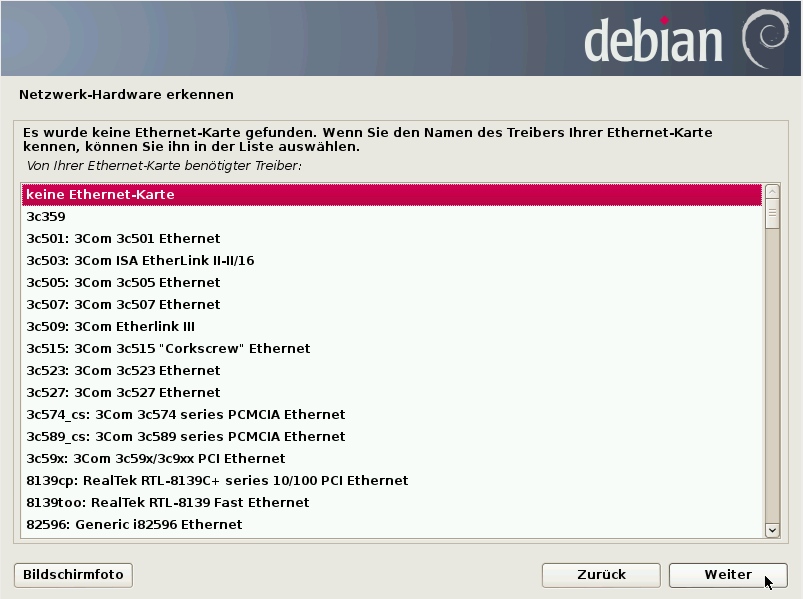 debian
Netzwerk-Hardware erkennen
Es wurde keine Ethernet-Karte gefunden. Wenn Sie den Namen des Treibers Ihrer Ethernet-Karte
kennen, können Sie ihn in der Liste auswählen.
Von Ihrer Ethernet-Karte benötigter Treiber:
keine Ethernet-Karte
3c359
3c501: 3Com 3c501 Ethernet
3c503: 3Com ISA EtherLink II-II/16
3c505: 3Com 3c505 Ethernet
3c507: 3Com 3c507 Ethernet
3c509: 3Com Etherlink III
3c515: 3Com 3c515 "Corkscrew" Ethernet
3c523: 3Com 3c523 Ethernet
3c527: 3Com 3c527 Ethernet
3c574_cs: 3Com 3c574 series PCMCIA Ethernet
3c589_cs: 3Com 3c589 series PCMCIA Ethernet
3c59x: 3Com 3c59x/3c9xx PCI Ethernet
8139cp: RealTek RTL-8139C+ series 10/100 PCI Ethernet
8139too: RealTek RTL-8139 Fast Ethernet
82596: Generic i82596 Ethernet
Bildschirmfoto
Zurück
Weiter